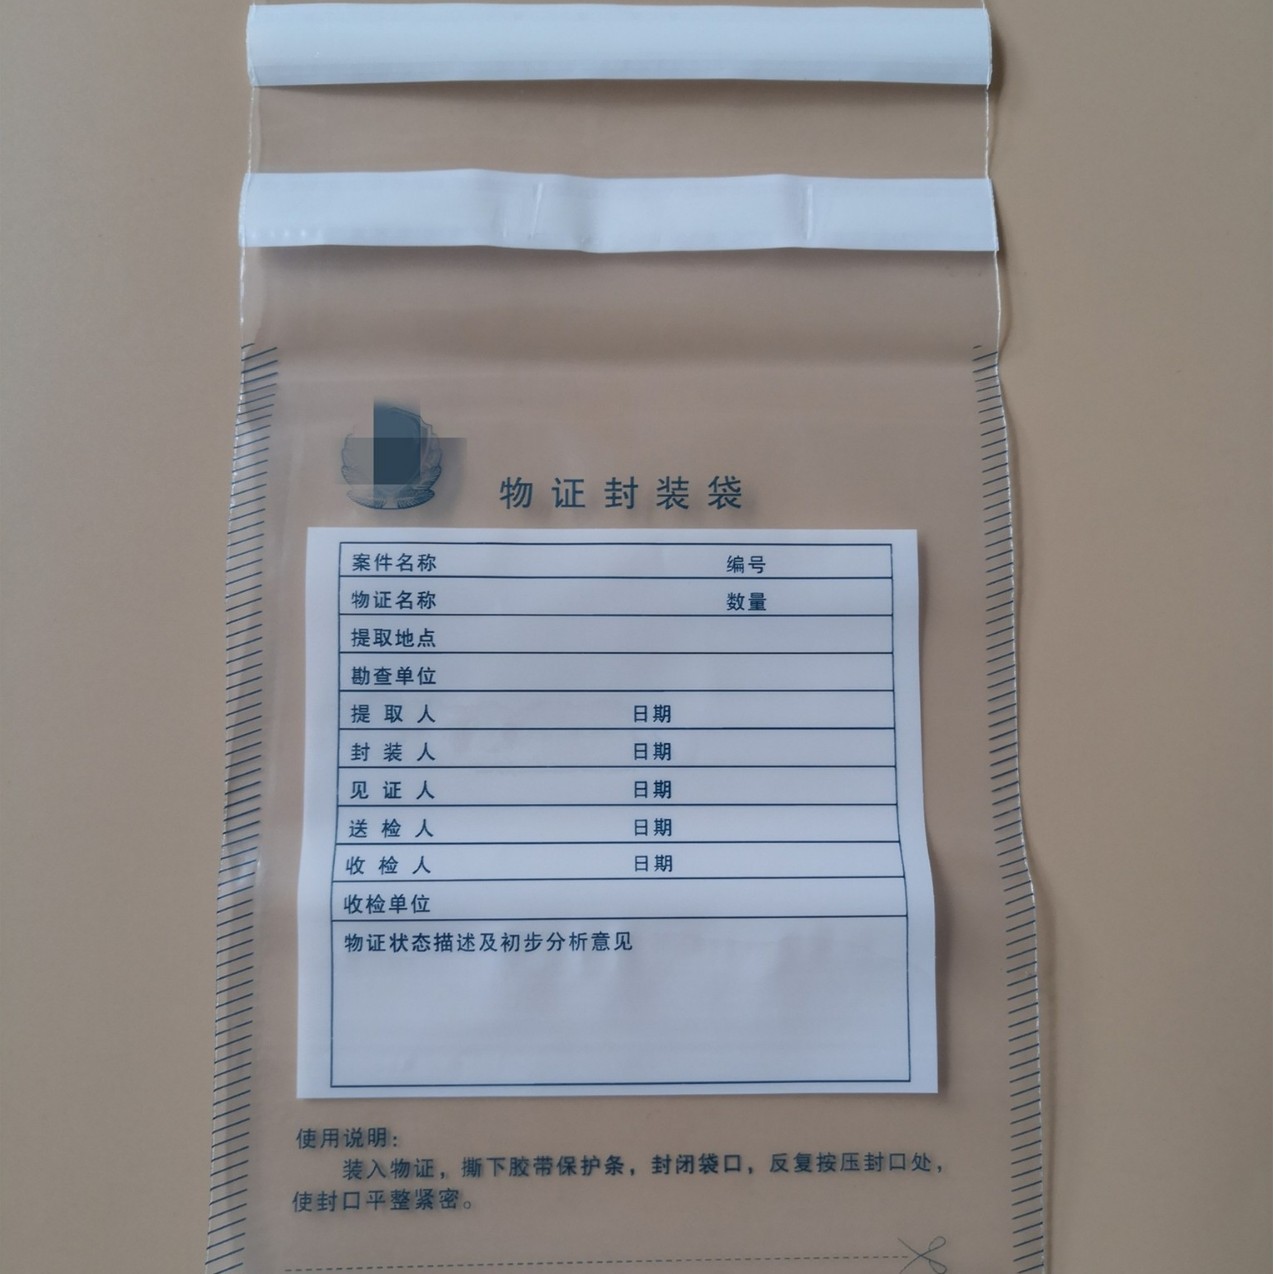 物证封装袋
案件名称 编号
物证名称 数量
提取地点
勘查单位
提取人 日期
封装人 日期
见证人 日期
送检人 日期
收检人 日期
收检单位
物证状态描述及初步分析意见
使用说明:
装入物证，撕下胶带保护条，封闭袋口，反复按压封口处，
使封口平整紧密。